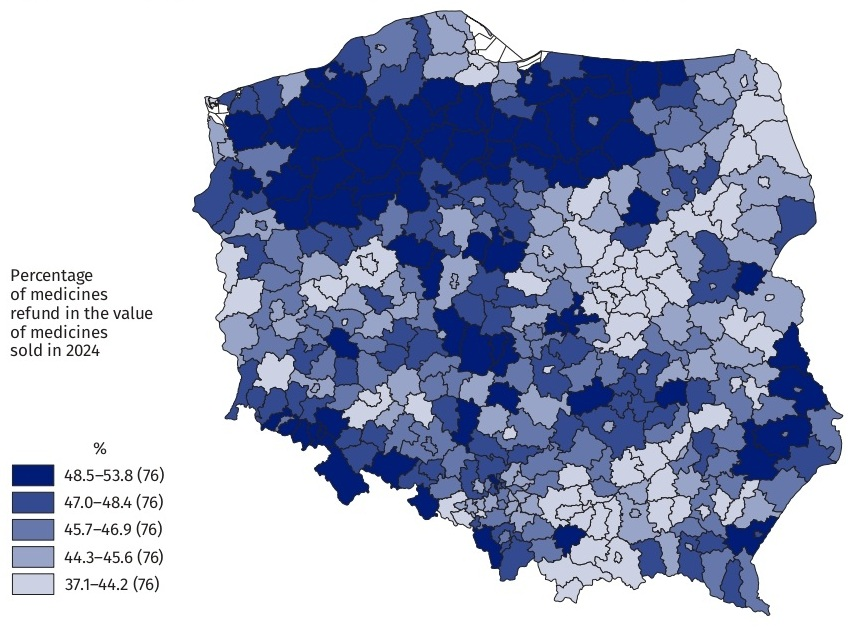 Percentage
of medicines
refund in the value
of medicines
sold in 2024
%
48.5–53.8 (76)
47.0–48.4 (76)
45.7–46.9 (76)
44.3–45.6 (76)
37.1–44.2 (76)